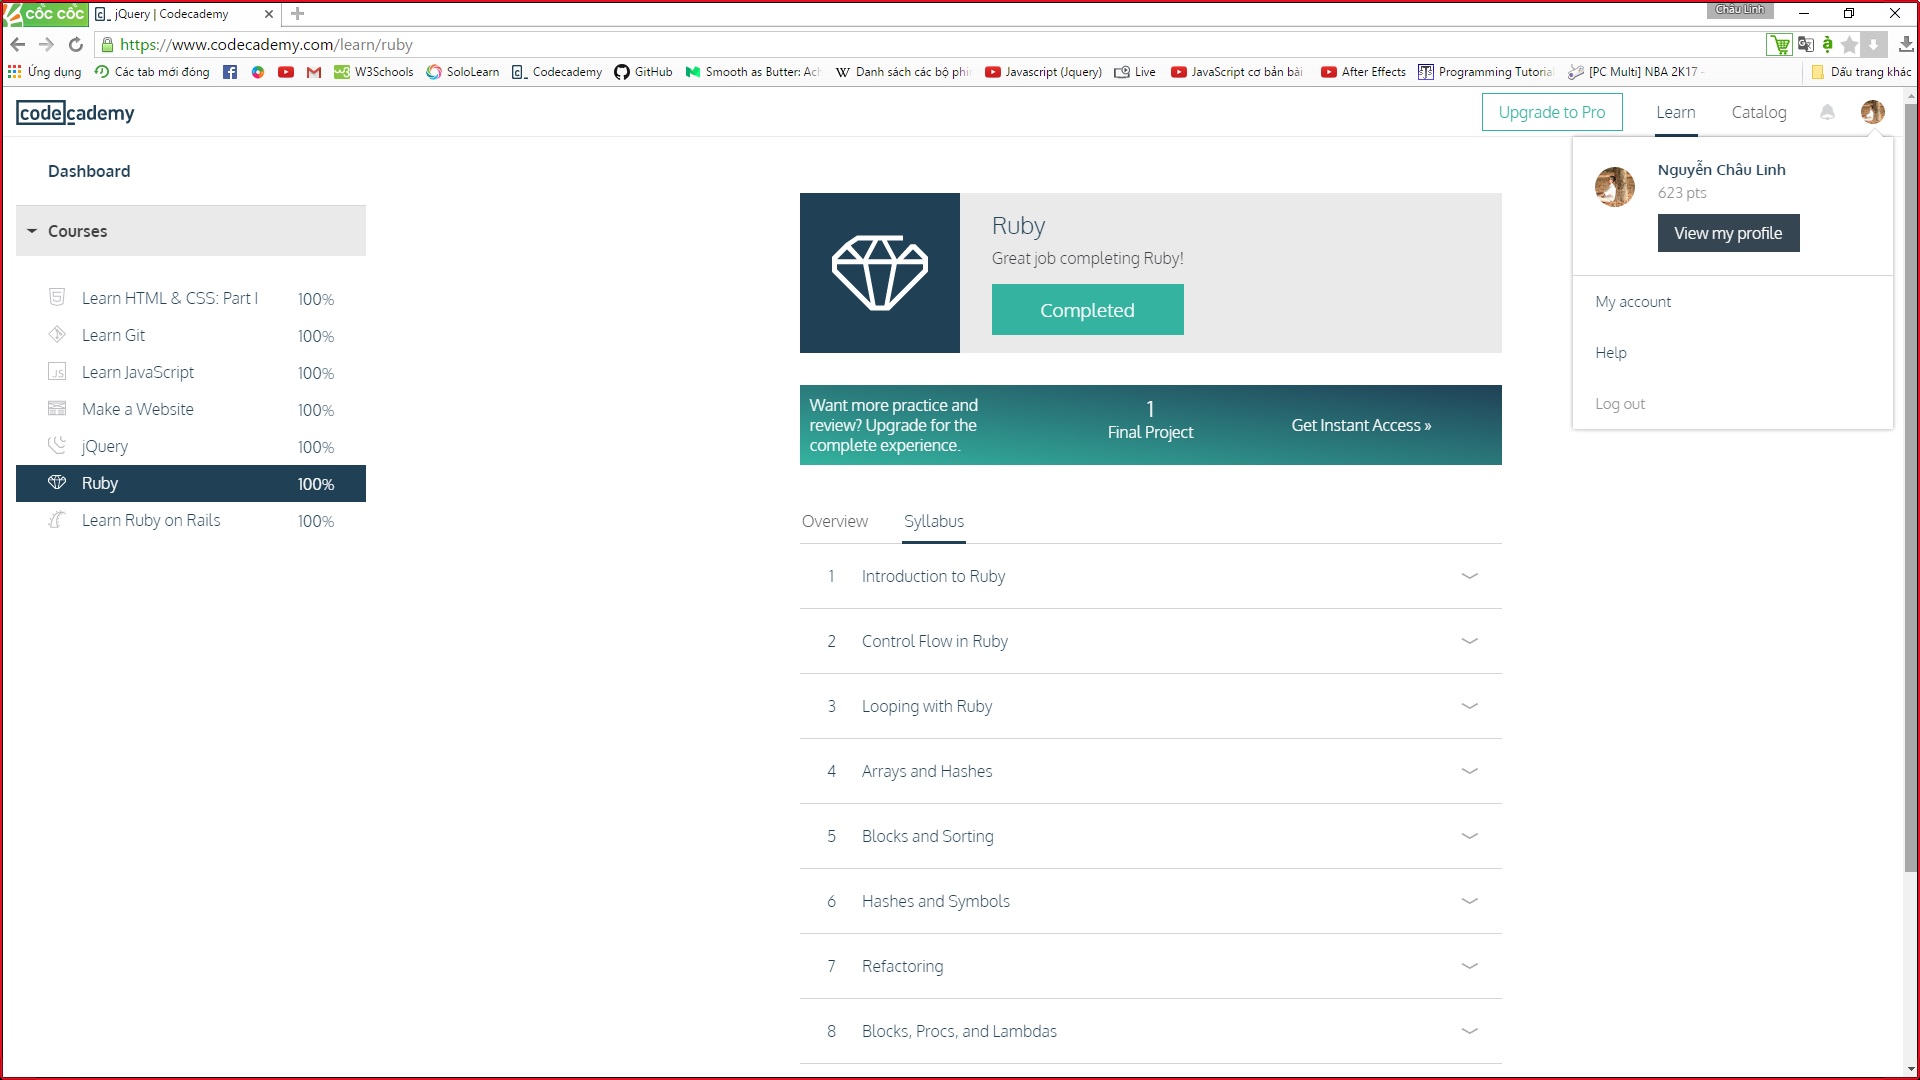 cốc cốc
jQuery | Codecademy
Châu Linh
https://www.codecademy.com/learn/ruby
Ứng dụng
Các tab mới đóng
W3Schools
SoloLearn
Codecademy
GitHub
Smooth as Butter: Ach
Danh sách các bộ phi
Javascript (Jquery)
Live
JavaScript cơ bản bài
After Effects
Programming Tutorial
[PC Multi] NBA 2K17 -
Dấu trang khác
codecademy
Upgrade to Pro
Learn
Catalog
Nguyễn Châu Linh
623 pts
View my profile
My account
Help
Log out
Dashboard
Courses
Learn HTML & CSS: Part I 100%
Learn Git 100%
Learn JavaScript 100%
Make a Website 100%
jQuery 100%
Ruby 100%
Learn Ruby on Rails 100%
Ruby
Great job completing Ruby!
Completed
Want more practice and
review? Upgrade for the
complete experience.
1
Final Project
Get Instant Access »
Overview
Syllabus
1 Introduction to Ruby
2 Control Flow in Ruby
3 Looping with Ruby
4 Arrays and Hashes
5 Blocks and Sorting
6 Hashes and Symbols
7 Refactoring
8 Blocks, Procs, and Lambdas